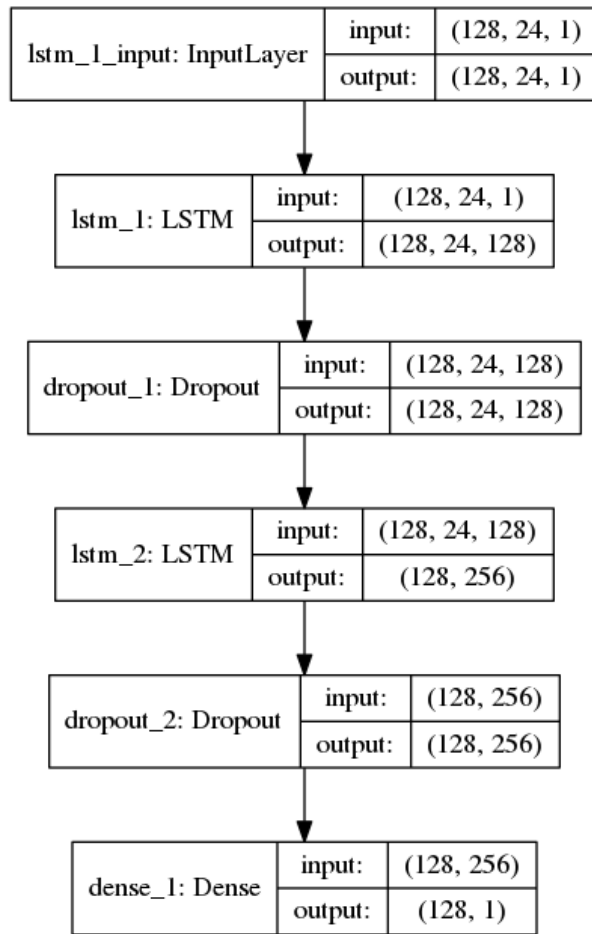 lstm_1_input: InputLayer
input: (128, 24, 1)
output: (128, 24, 1)
lstm_1: LSTM
input: (128, 24, 1)
output: (128, 24, 128)
dropout_1: Dropout
input: (128, 24, 128)
output: (128, 24, 128)
lstm_2: LSTM
input: (128, 24, 128)
output: (128, 256)
dropout_2: Dropout
input: (128, 256)
output: (128, 256)
dense_1: Dense
input: (128, 256)
output: (128, 1)